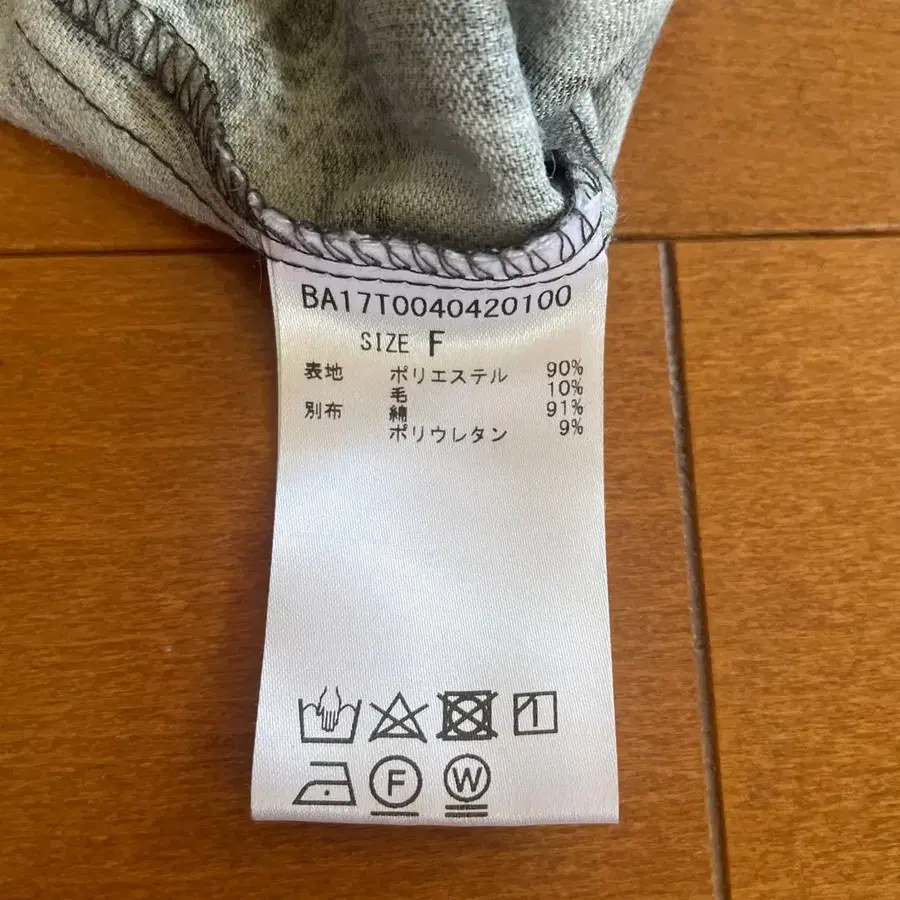 BA17T0040420100
SIZE F
表地 ポリエステル 90%
毛 10%
別布 綿 91%
ポリウレタン 9%
F W